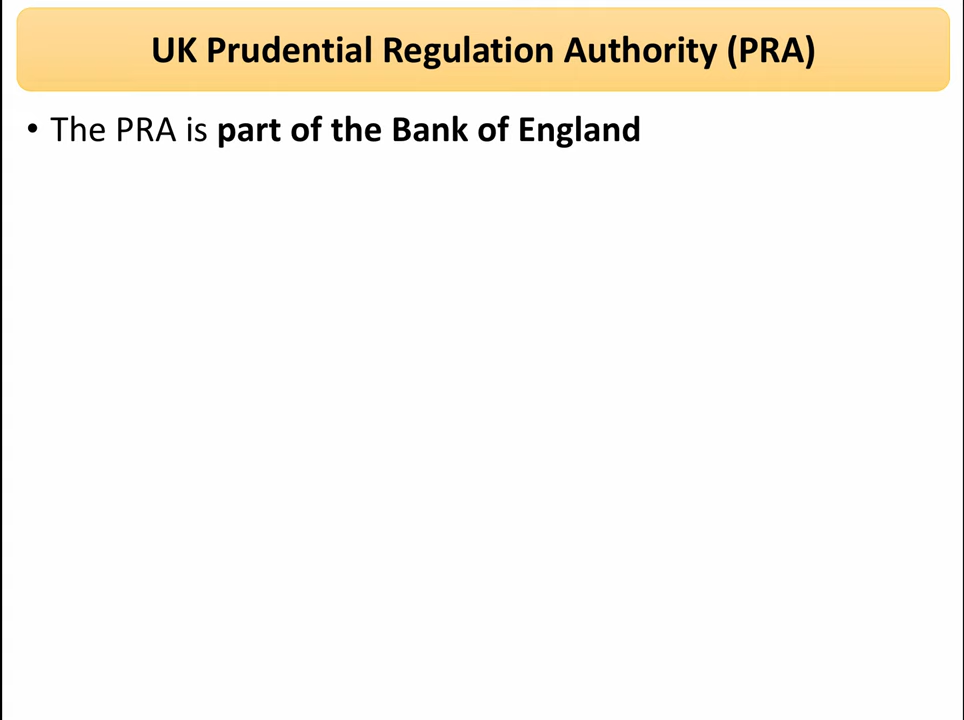 UK Prudential Regulation Authority (PRA)
• The PRA is part of the Bank of England